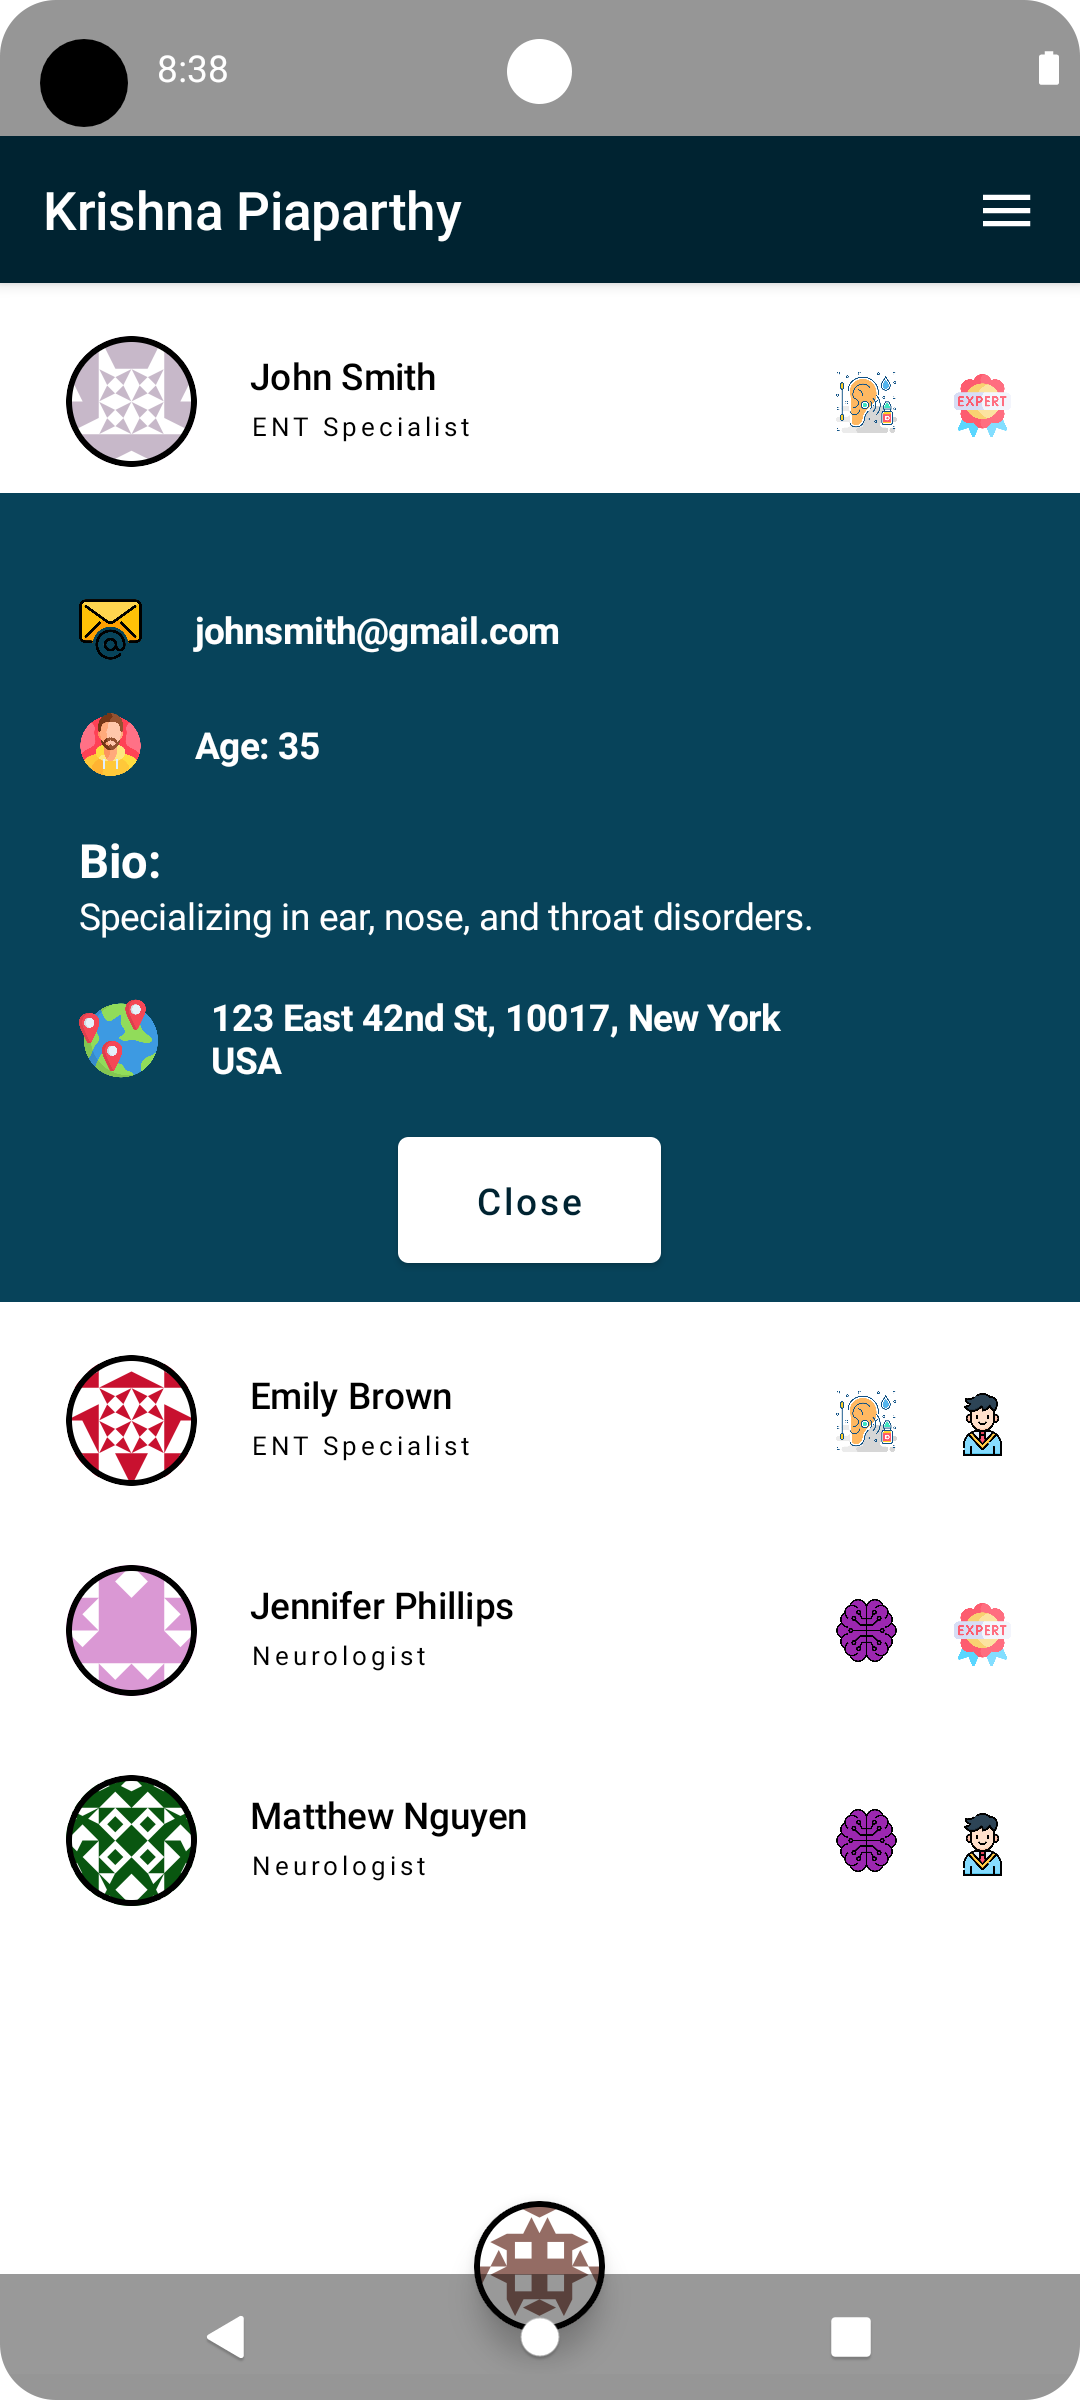 8:38
Krishna Piaparthy
John Smith
ENT Specialist
EXPERT
johnsmith@gmail.com
Age: 35
Bio:
Specializing in ear, nose, and throat disorders.
123 East 42nd St, 10017, New York
USA
Close
Emily Brown
ENT Specialist
Jennifer Phillips
Neurologist
EXPERT
Matthew Nguyen
Neurologist